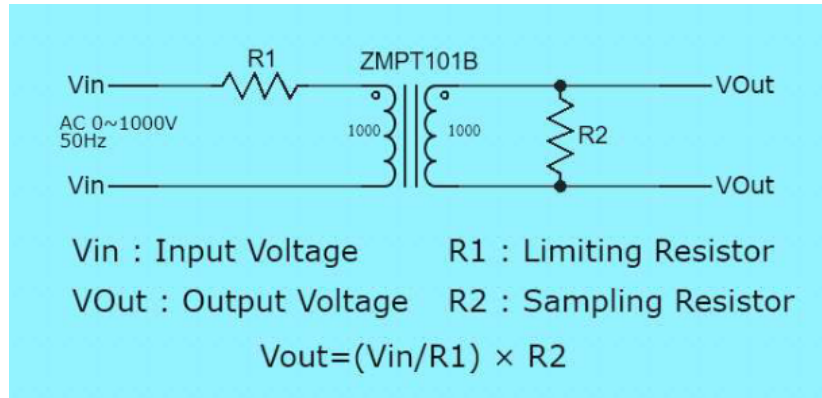 R1
ZMPT101B
Vin
VOut
AC 0~1000V
50Hz
1000
1000
R2
Vin
VOut
Vin : Input Voltage
R1 : Limiting Resistor
VOut : Output Voltage
R2 : Sampling Resistor
Vout=(Vin/R1) × R2